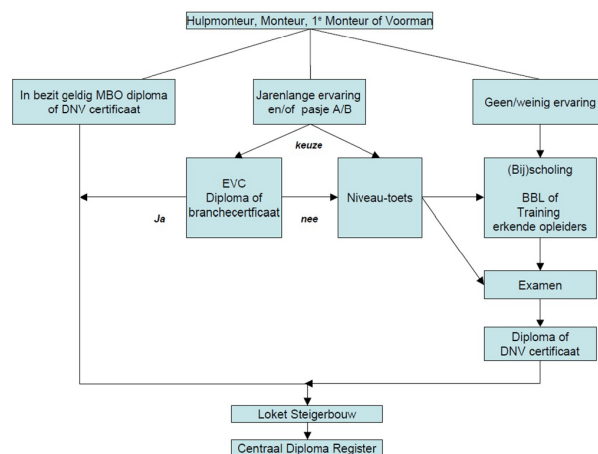 Hulpmonteur, Monteur, 1e Monteur of Voorman
In bezit geldig MBO diploma
of DNV certificaat
Jarenlange ervaring
en/of pasje A/B
Geen/weinig ervaring
keuze
EVC
Diploma of
branchecertficaat
Niveau-toets
(Bij)scholing
BBL of
Training
erkende opleiders
Ja
nee
Examen
Diploma of
DNV certificaat
Loket Steigerbouw
Centraal Diploma Register